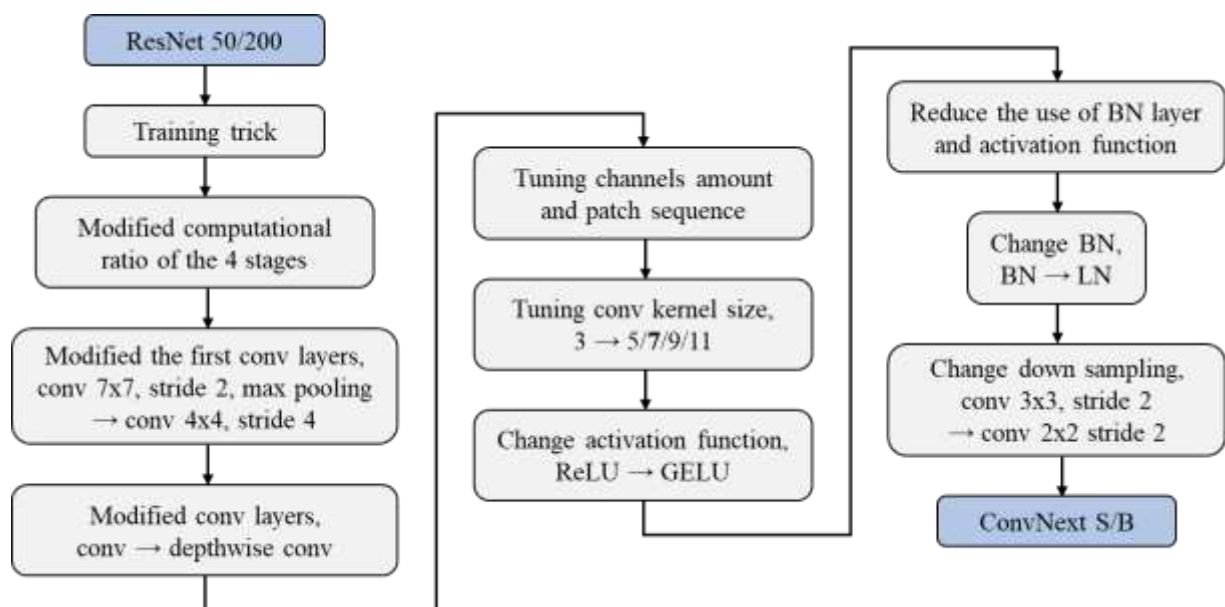 ResNet 50/200
Training trick
Modified computational
ratio of the 4 stages
Modified the first conv layers,
conv 7x7, stride 2, max pooling
→ conv 4x4, stride 4
Modified conv layers,
conv → depthwise conv
Tuning channels amount
and patch sequence
Tuning conv kernel size,
3 → 5/7/9/11
Change activation function,
ReLU → GELU
Reduce the use of BN layer
and activation function
Change BN,
BN → LN
Change down sampling,
conv 3x3, stride 2
→ conv 2x2 stride 2
ConvNext S/B